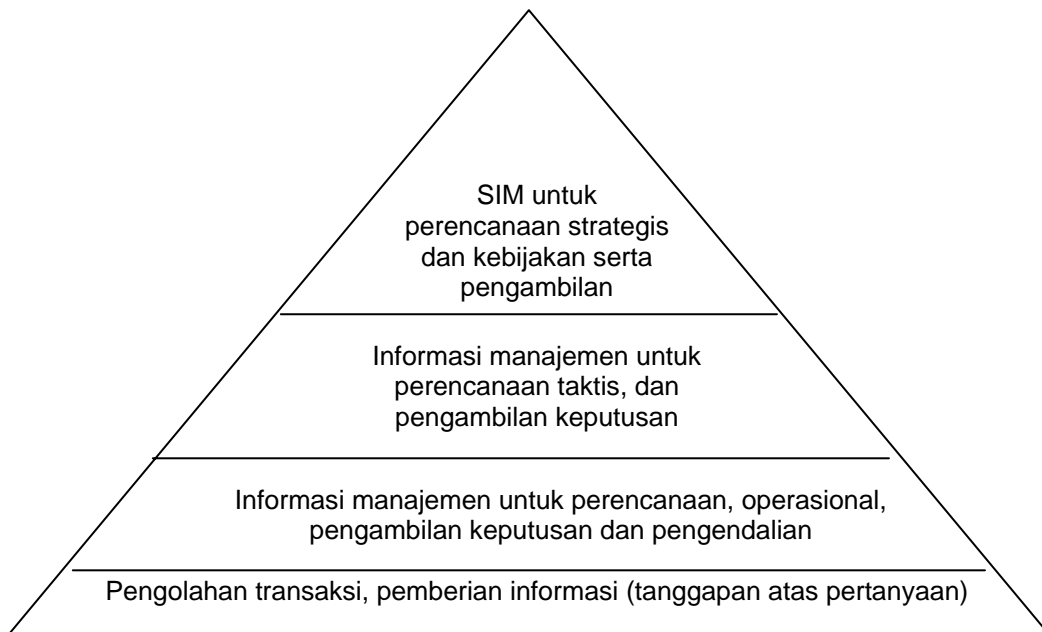 SIM untuk
perencanaan strategis
dan kebijakan serta
pengambilan
Informasi manajemen untuk
perencanaan taktis, dan
pengambilan keputusan
Informasi manajemen untuk perencanaan, operasional,
pengambilan keputusan dan pengendalian
Pengolahan transaksi, pemberian informasi (tanggapan atas pertanyaan)